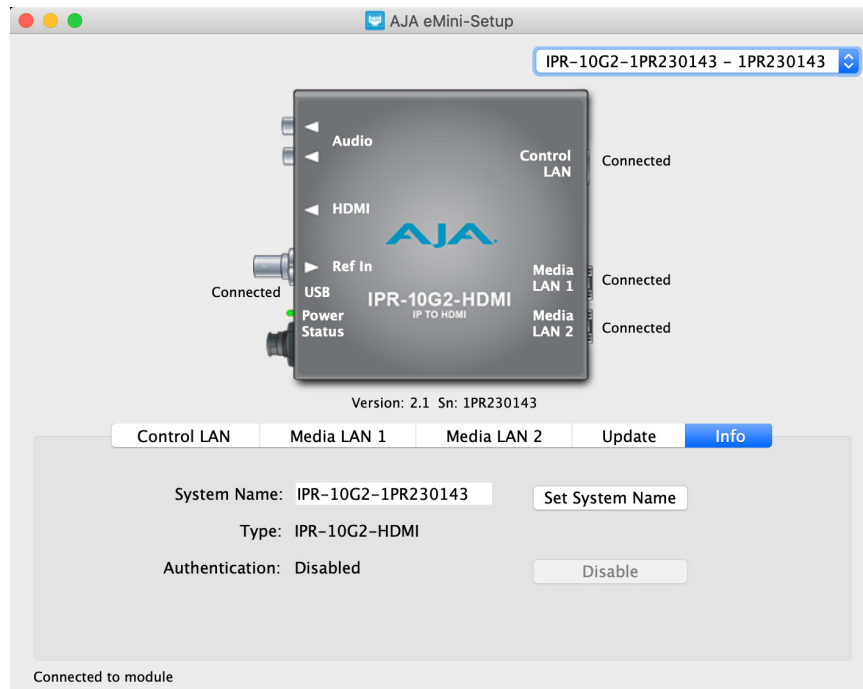 AJA eMini-Setup
IPR-10G2-1PR230143 - 1PR230143
Audio
Control
LAN
Connected
HDMI
AJA
Ref In
Connected
USB
Media
LAN 1
Connected
IPR-10G2-HDMI
IP TO HDMI
Power
Status
Media
LAN 2
Connected
Version: 2.1 Sn: 1PR230143
Control LAN
Media LAN 1
Media LAN 2
Update
Info
System Name: IPR-10G2-1PR230143
Set System Name
Type: IPR-10G2-HDMI
Authentication: Disabled
Disable
Connected to module